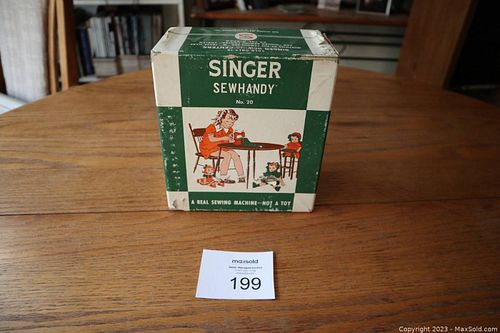 SINGER
SEWHANDY
No. 20
A REAL SEWING MACHINE—NOT A TOY
maxsold
199
Copyright 2023 - MaxSold.com